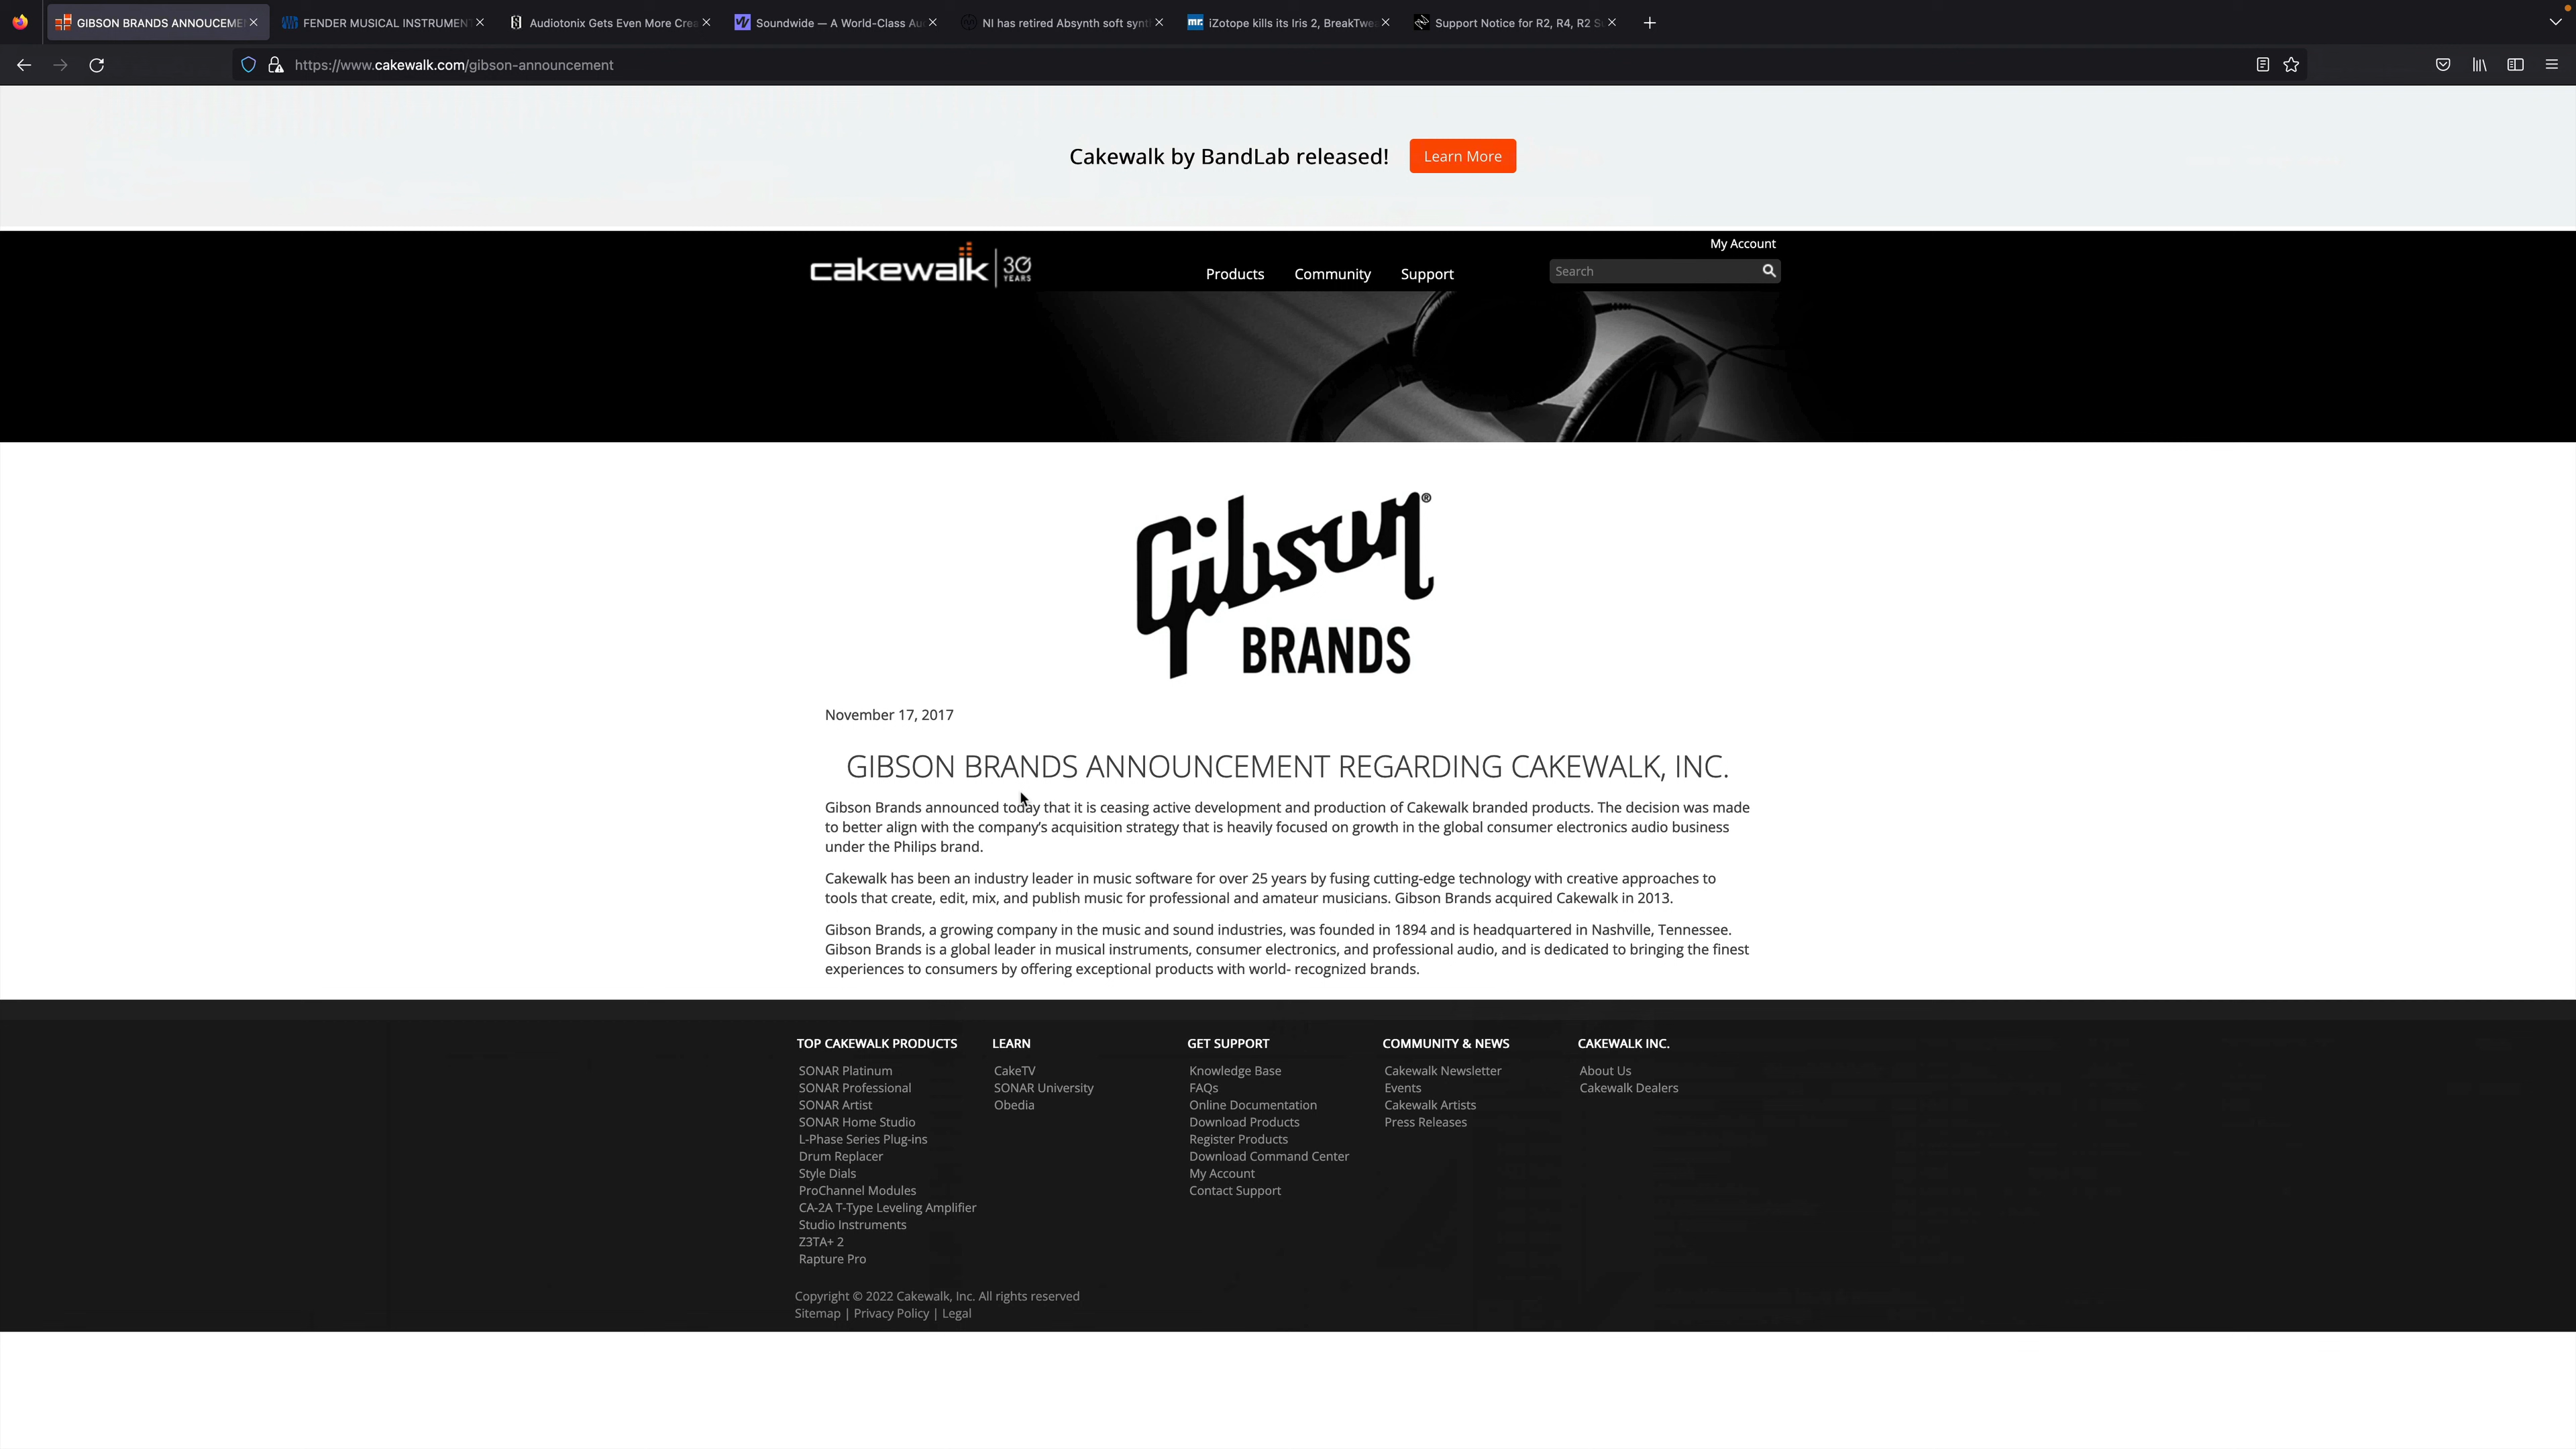 GIBSON BRANDS ANNOUCEME
FENDER MUSICAL INSTRUMENT
Audiotonix Gets Even More Crea
Soundwide — A World-Class Au
NI has retired Absynth soft synt
mr. iZotope kills its Iris 2, BreakTwe
Support Notice for R2, R4, R2 S
https://www.cakewalk.com/gibson-announcement
Cakewalk by BandLab released!
Learn More
My Account
cakewalk 30 YEARS
Products
Community
Support
Search
Gibson®
BRANDS
November 17, 2017
GIBSON BRANDS ANNOUNCEMENT REGARDING CAKEWALK, INC.
Gibson Brands announced today that it is ceasing active development and production of Cakewalk branded products. The decision was made
to better align with the company's acquisition strategy that is heavily focused on growth in the global consumer electronics audio business
under the Philips brand.
Cakewalk has been an industry leader in music software for over 25 years by fusing cutting-edge technology with creative approaches to
tools that create, edit, mix, and publish music for professional and amateur musicians. Gibson Brands acquired Cakewalk in 2013.
Gibson Brands, a growing company in the music and sound industries, was founded in 1894 and is headquartered in Nashville, Tennessee.
Gibson Brands is a global leader in musical instruments, consumer electronics, and professional audio, and is dedicated to bringing the finest
experiences to consumers by offering exceptional products with world- recognized brands.
TOP CAKEWALK PRODUCTS
SONAR Platinum
SONAR Professional
SONAR Artist
SONAR Home Studio
L-Phase Series Plug-ins
Drum Replacer
Style Dials
ProChannel Modules
CA-2A T-Type Leveling Amplifier
Studio Instruments
Z3TA+ 2
Rapture Pro
LEARN
CakeTV
SONAR University
Obedia
GET SUPPORT
Knowledge Base
FAQs
Online Documentation
Download Products
Register Products
Download Command Center
My Account
Contact Support
COMMUNITY & NEWS
Cakewalk Newsletter
Events
Cakewalk Artists
Press Releases
CAKEWALK INC.
About Us
Cakewalk Dealers
Copyright © 2022 Cakewalk, Inc. All rights reserved
Sitemap | Privacy Policy | Legal